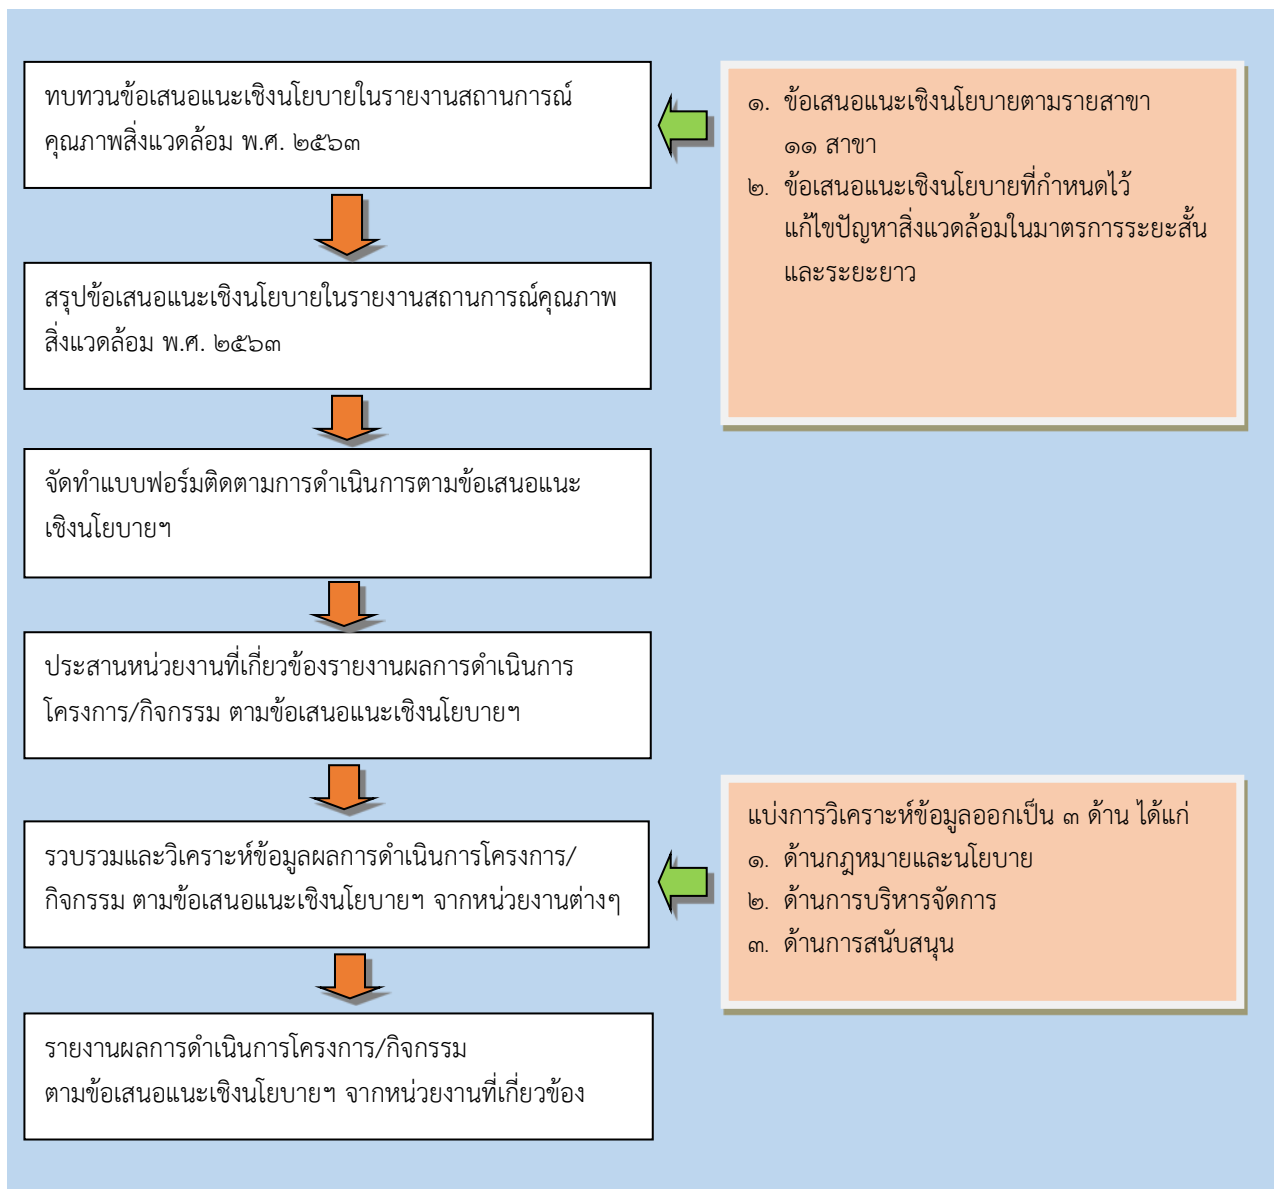 ทบทวนข้อเสนอแนะเชิงนโยบายในรายงานสถานการณ์
คุณภาพสิ่งแวดล้อม พ.ศ. ๒๕๖๓
๑. ข้อเสนอแนะเชิงนโยบายตามรายสาขา
๑๑ สาขา
๒. ข้อเสนอแนะเชิงนโยบายที่กำหนดไว้
แก้ไขปัญหาสิ่งแวดล้อมในมาตรการระยะสั้น
และระยะยาว
สรุปข้อเสนอแนะเชิงนโยบายในรายงานสถานการณ์คุณภาพ
สิ่งแวดล้อม พ.ศ. ๒๕๖๓
จัดทำแบบฟอร์มติดตามการดำเนินการตามข้อเสนอแนะ
เชิงนโยบายฯ
ประสานหน่วยงานที่เกี่ยวข้องรายงานผลการดำเนินการ
โครงการ/กิจกรรม ตามข้อเสนอแนะเชิงนโยบายฯ
รวบรวมและวิเคราะห์ข้อมูลผลการดำเนินการโครงการ/
กิจกรรม ตามข้อเสนอแนะเชิงนโยบายฯ จากหน่วยงานต่างๆ
แบ่งการวิเคราะห์ข้อมูลออกเป็น ๓ ด้าน ได้แก่
๑. ด้านกฎหมายและนโยบาย
๒. ด้านการบริหารจัดการ
๓. ด้านการสนับสนุน
รายงานผลการดำเนินการโครงการ/กิจกรรม
ตามข้อเสนอแนะเชิงนโยบายฯ จากหน่วยงานที่เกี่ยวข้อง